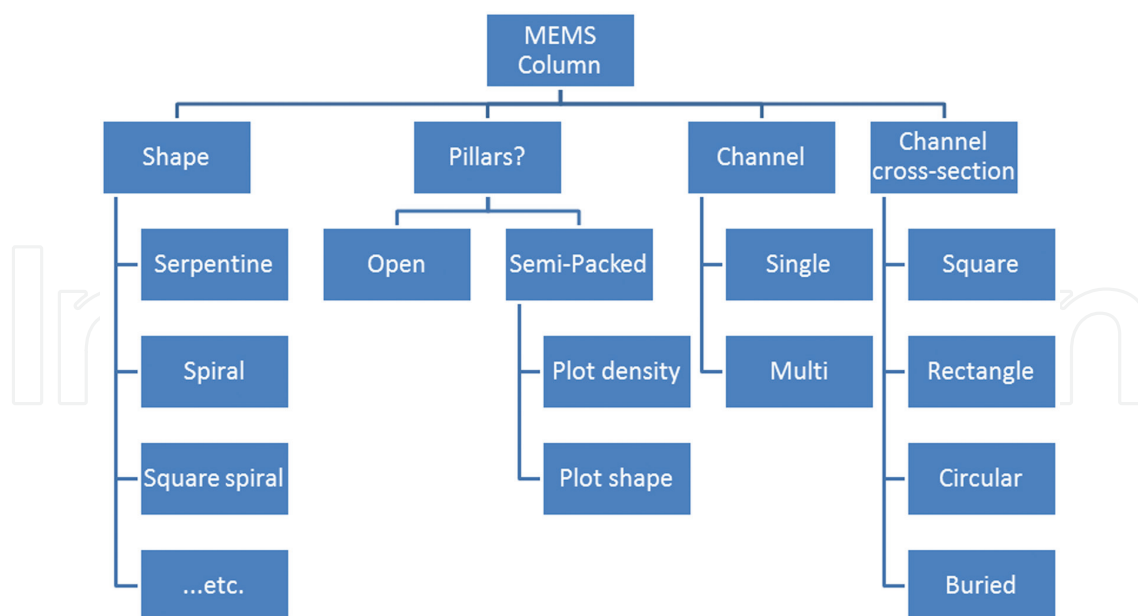 MEMS
Column
Shape
Pillars?
Channel
Channel
cross-section
Serpentine
Open
Semi-Packed
Single
Square
Spiral
Plot density
Multi
Rectangle
Square spiral
Plot shape
Circular
...etc.
Buried